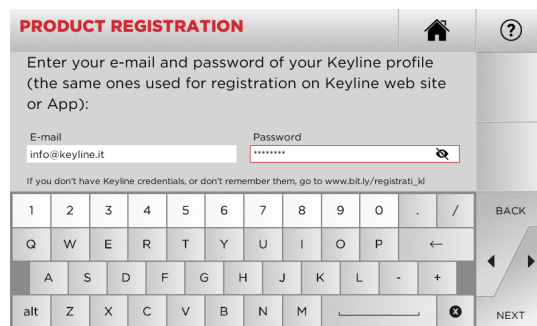 PRODUCT REGISTRATION
?
Enter your e-mail and password of your Keyline profile
(the same ones used for registration on Keyline web site
or App):
E-mail
Password
info@keyline.it
********
If you don't have Keyline credentials, or don't remember them, go to www.bit.ly/registrati_kl
1 2 3 4 5 6 7 8 9 0 . /
BACK
Q W E R T Y U I O P ←
A S D F G H J K L - +
alt Z X C V B N M
NEXT